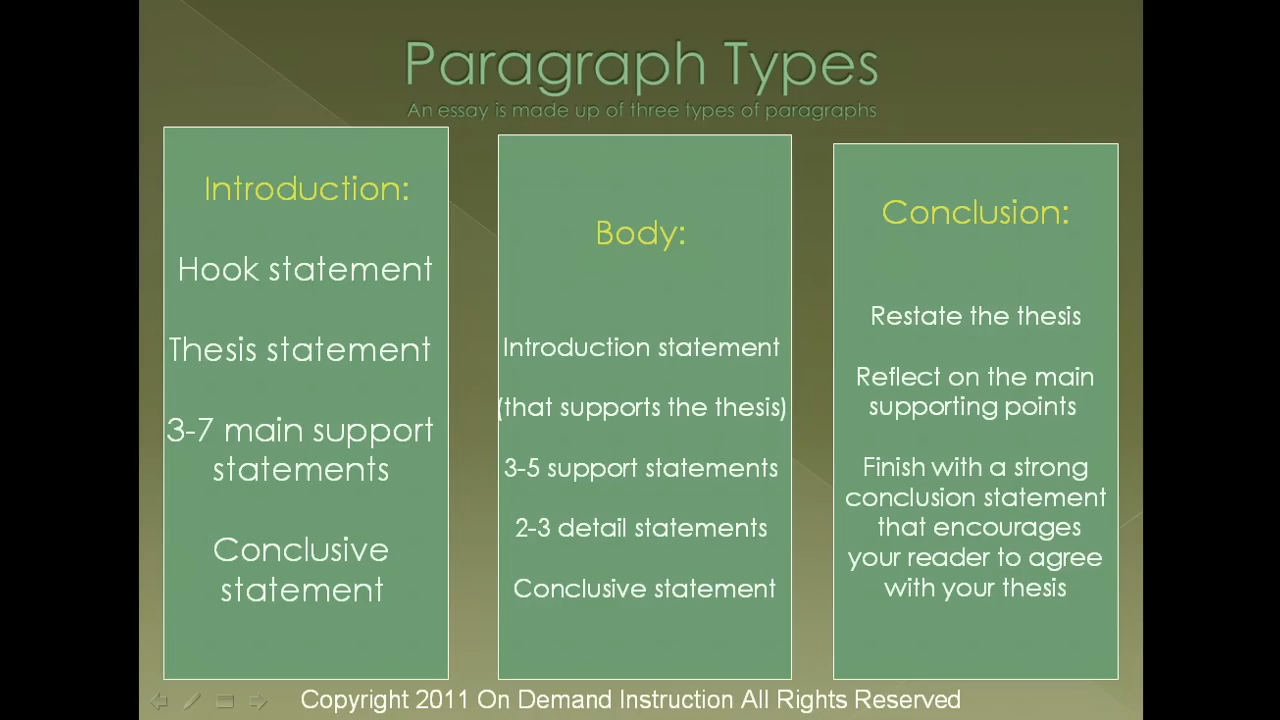 Paragraph Types
An essay is made up of three types of paragraphs
Introduction:
Hook statement
Thesis statement
3-7 main support
statements
Conclusive
statement
Body:
Introduction statement
(that supports the thesis)
3-5 support statements
2-3 detail statements
Conclusive statement
Conclusion:
Restate the thesis
Reflect on the main
supporting points
Finish with a strong
conclusion statement
that encourages
your reader to agree
with your thesis
Copyright 2011 On Demand Instruction All Rights Reserved